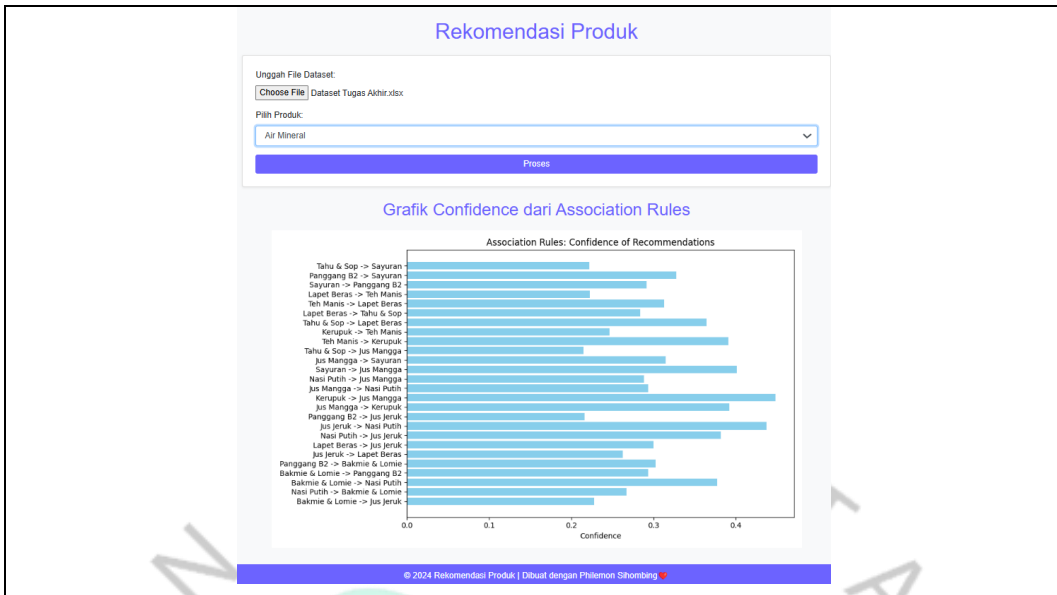 Rekomendasi Produk
Unggah File Dataset:
Choose File Dataset Tugas Akhir.xlsx
Pilih Produk:
Air Mineral
Proses
Grafik Confidence dari Association Rules
Association Rules: Confidence of Recommendations
Tahu & Sop -> Sayuran
Panggang B2 -> Sayuran
Sayuran -> Panggang B2
Lapet Beras -> Teh Manis
Teh Manis -> Lapet Beras
Lapet Beras -> Tahu & Sop
Tahu & Sop -> Lapet Beras
Kerupuk -> Teh Manis
Teh Manis -> Kerupuk
Tahu & Sop -> Jus Mangga
Jus Mangga -> Sayuran
Sayuran -> Jus Mangga
Nasi Putih -> Jus Mangga
Jus Mangga -> Nasi Putih
Kerupuk -> Jus Mangga
Jus Mangga -> Kerupuk
Panggang B2 -> Jus Jeruk
Jus Jeruk -> Nasi Putih
Nasi Putih -> Jus Jeruk
Lapet Beras -> Jus Jeruk
Jus Jeruk -> Lapet Beras
Panggang B2 -> Bakmie & Lomie
Bakmie & Lomie -> Panggang B2
Bakmie & Lomie -> Nasi Putih
Nasi Putih -> Bakmie & Lomie
Bakmie & Lomie -> Jus Jeruk
0.0 0.1 0.2 0.3 0.4
Confidence
© 2024 Rekomendasi Produk | Dibuat dengan Philemon Sihombing❤️